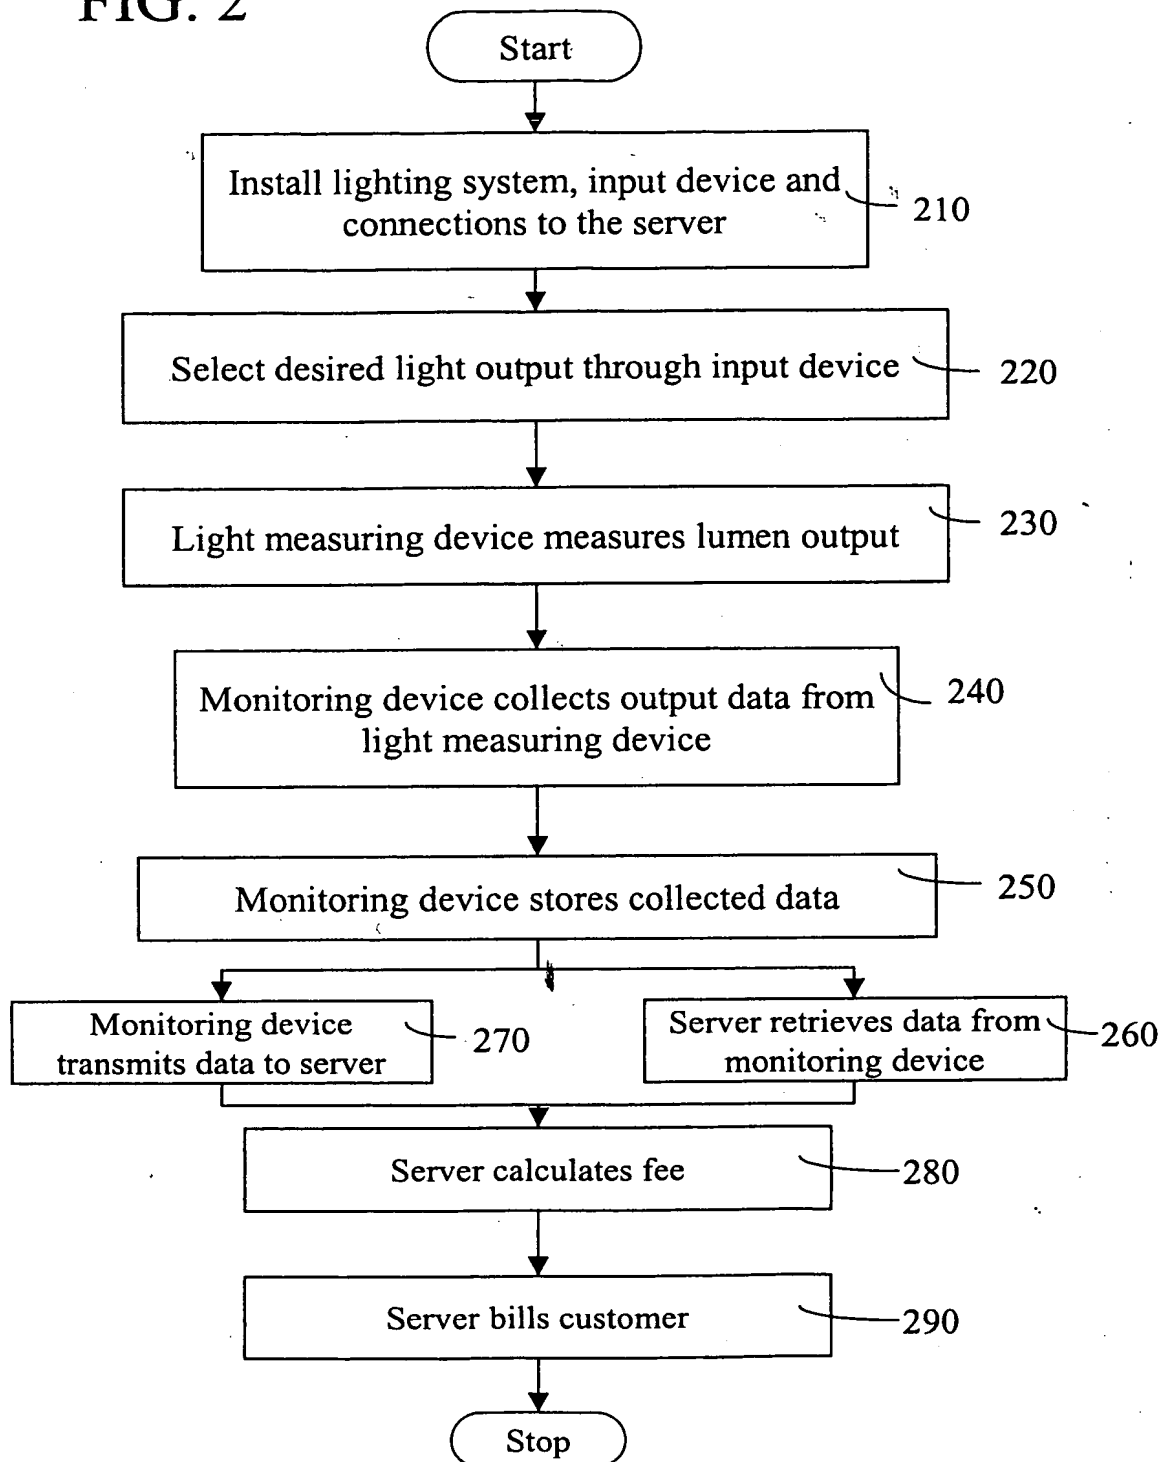 FIG. 2
Start
Install lighting system, input device and
connections to the server
210
Select desired light output through input device
220
Light measuring device measures lumen output
230
Monitoring device collects output data from
light measuring device
240
Monitoring device stores collected data
250
Monitoring device
transmits data to server
270
Server retrieves data from
monitoring device
260
Server calculates fee
280
Server bills customer
290
Stop